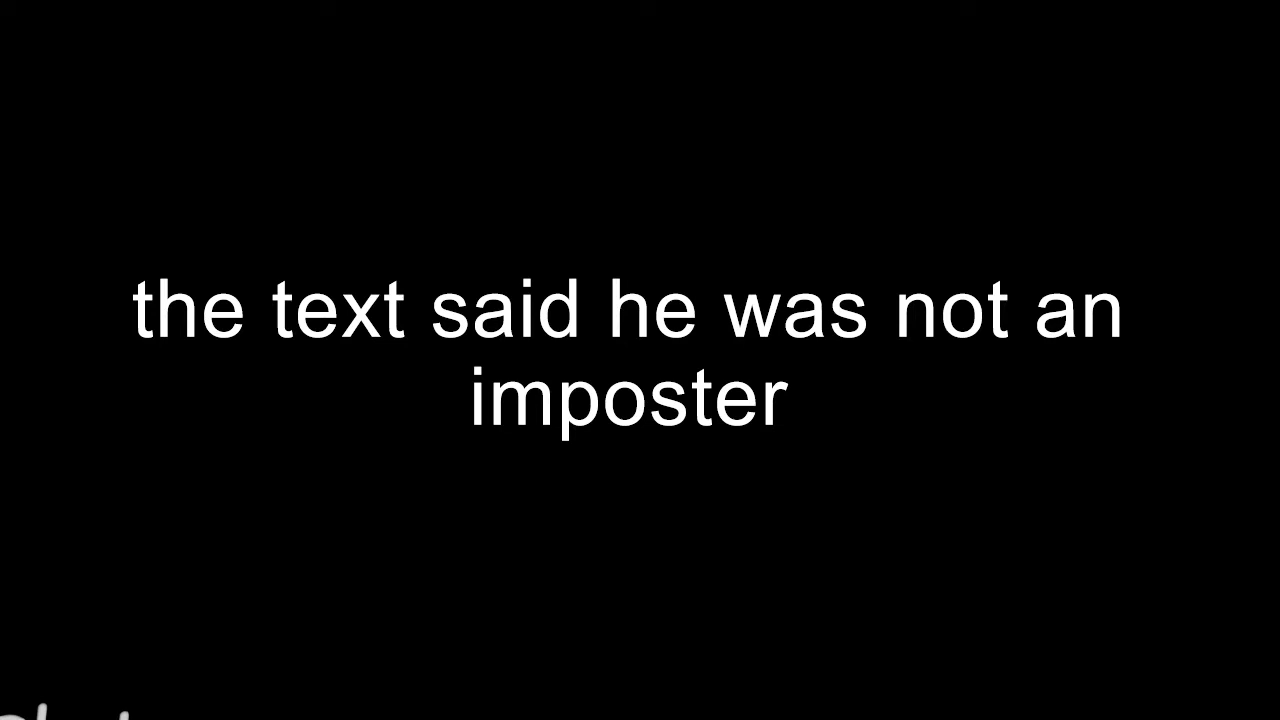 the text said he was not an
imposter